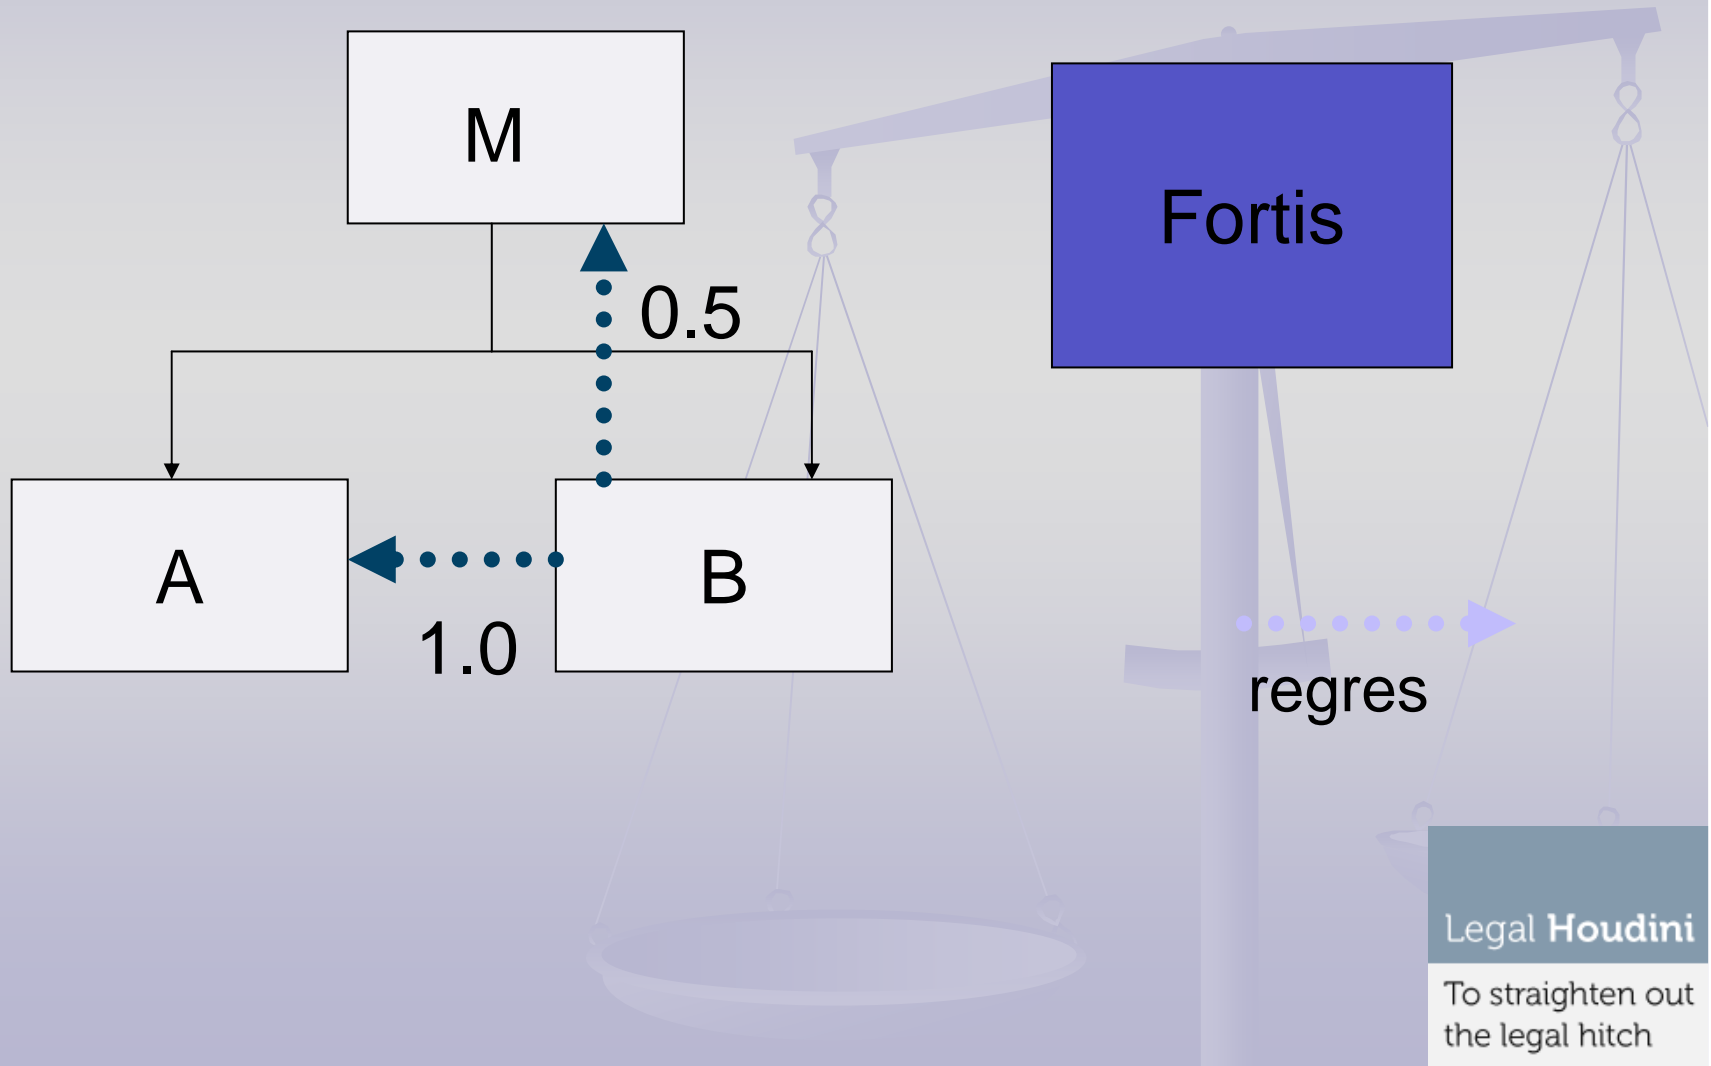 M
Fortis
0.5
A
B
1.0
regres
Legal Houdini
To straighten out
the legal hitch